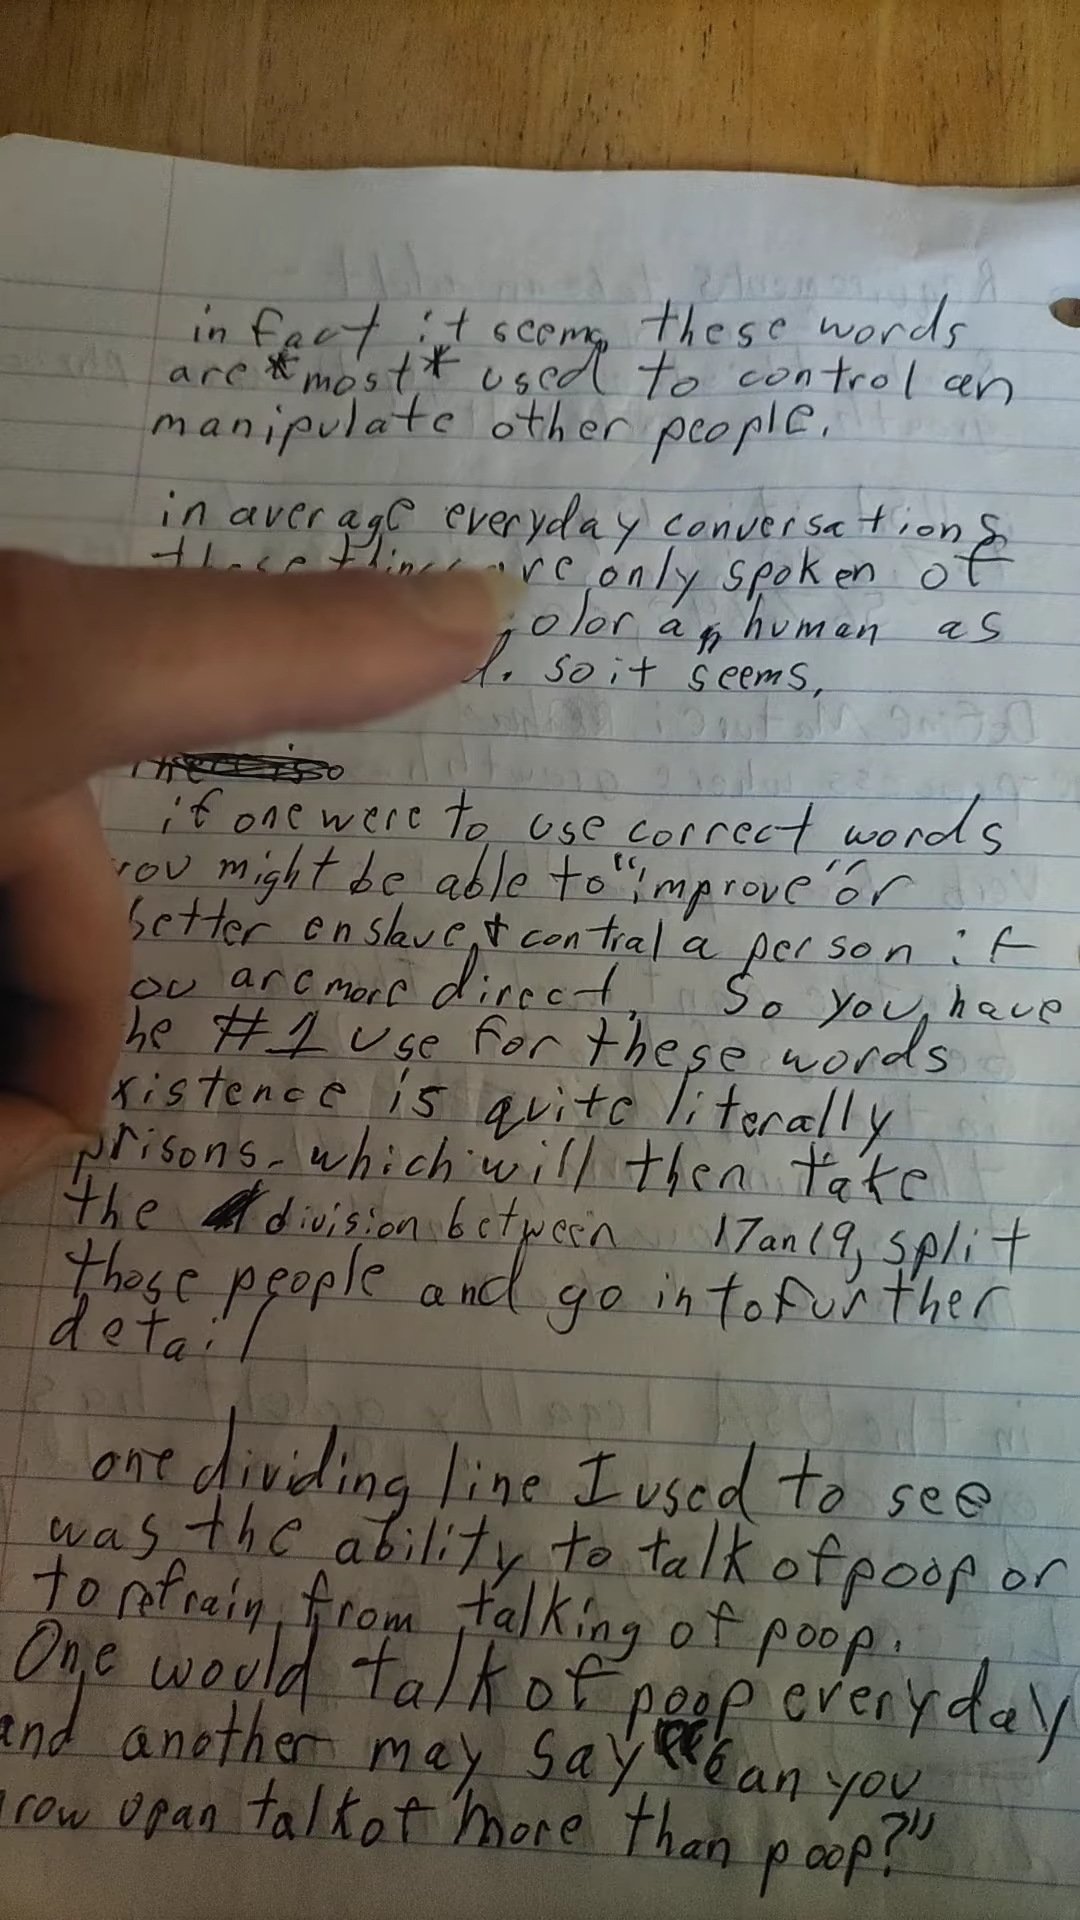 in fact it seems these words
are *most* used to control an
manipulate other people.
in average everyday conversations
these things are only spoken of
olor an human as
d. so it seems,
if one were to use correct words
you might be able to "improve" or
better enslave & control a person if
ou are more direct. So you have
he #1 use for these words
xistence is quite literally
prisons. which will then take
the division between 17 an 19, split
those people and go into further
detail
one dividing line I used to see
was the ability to talk of poop or
to refrain from talking of poop.
One would talk of poop everyday
and another may say "can you
row upan talk of more than poop?"